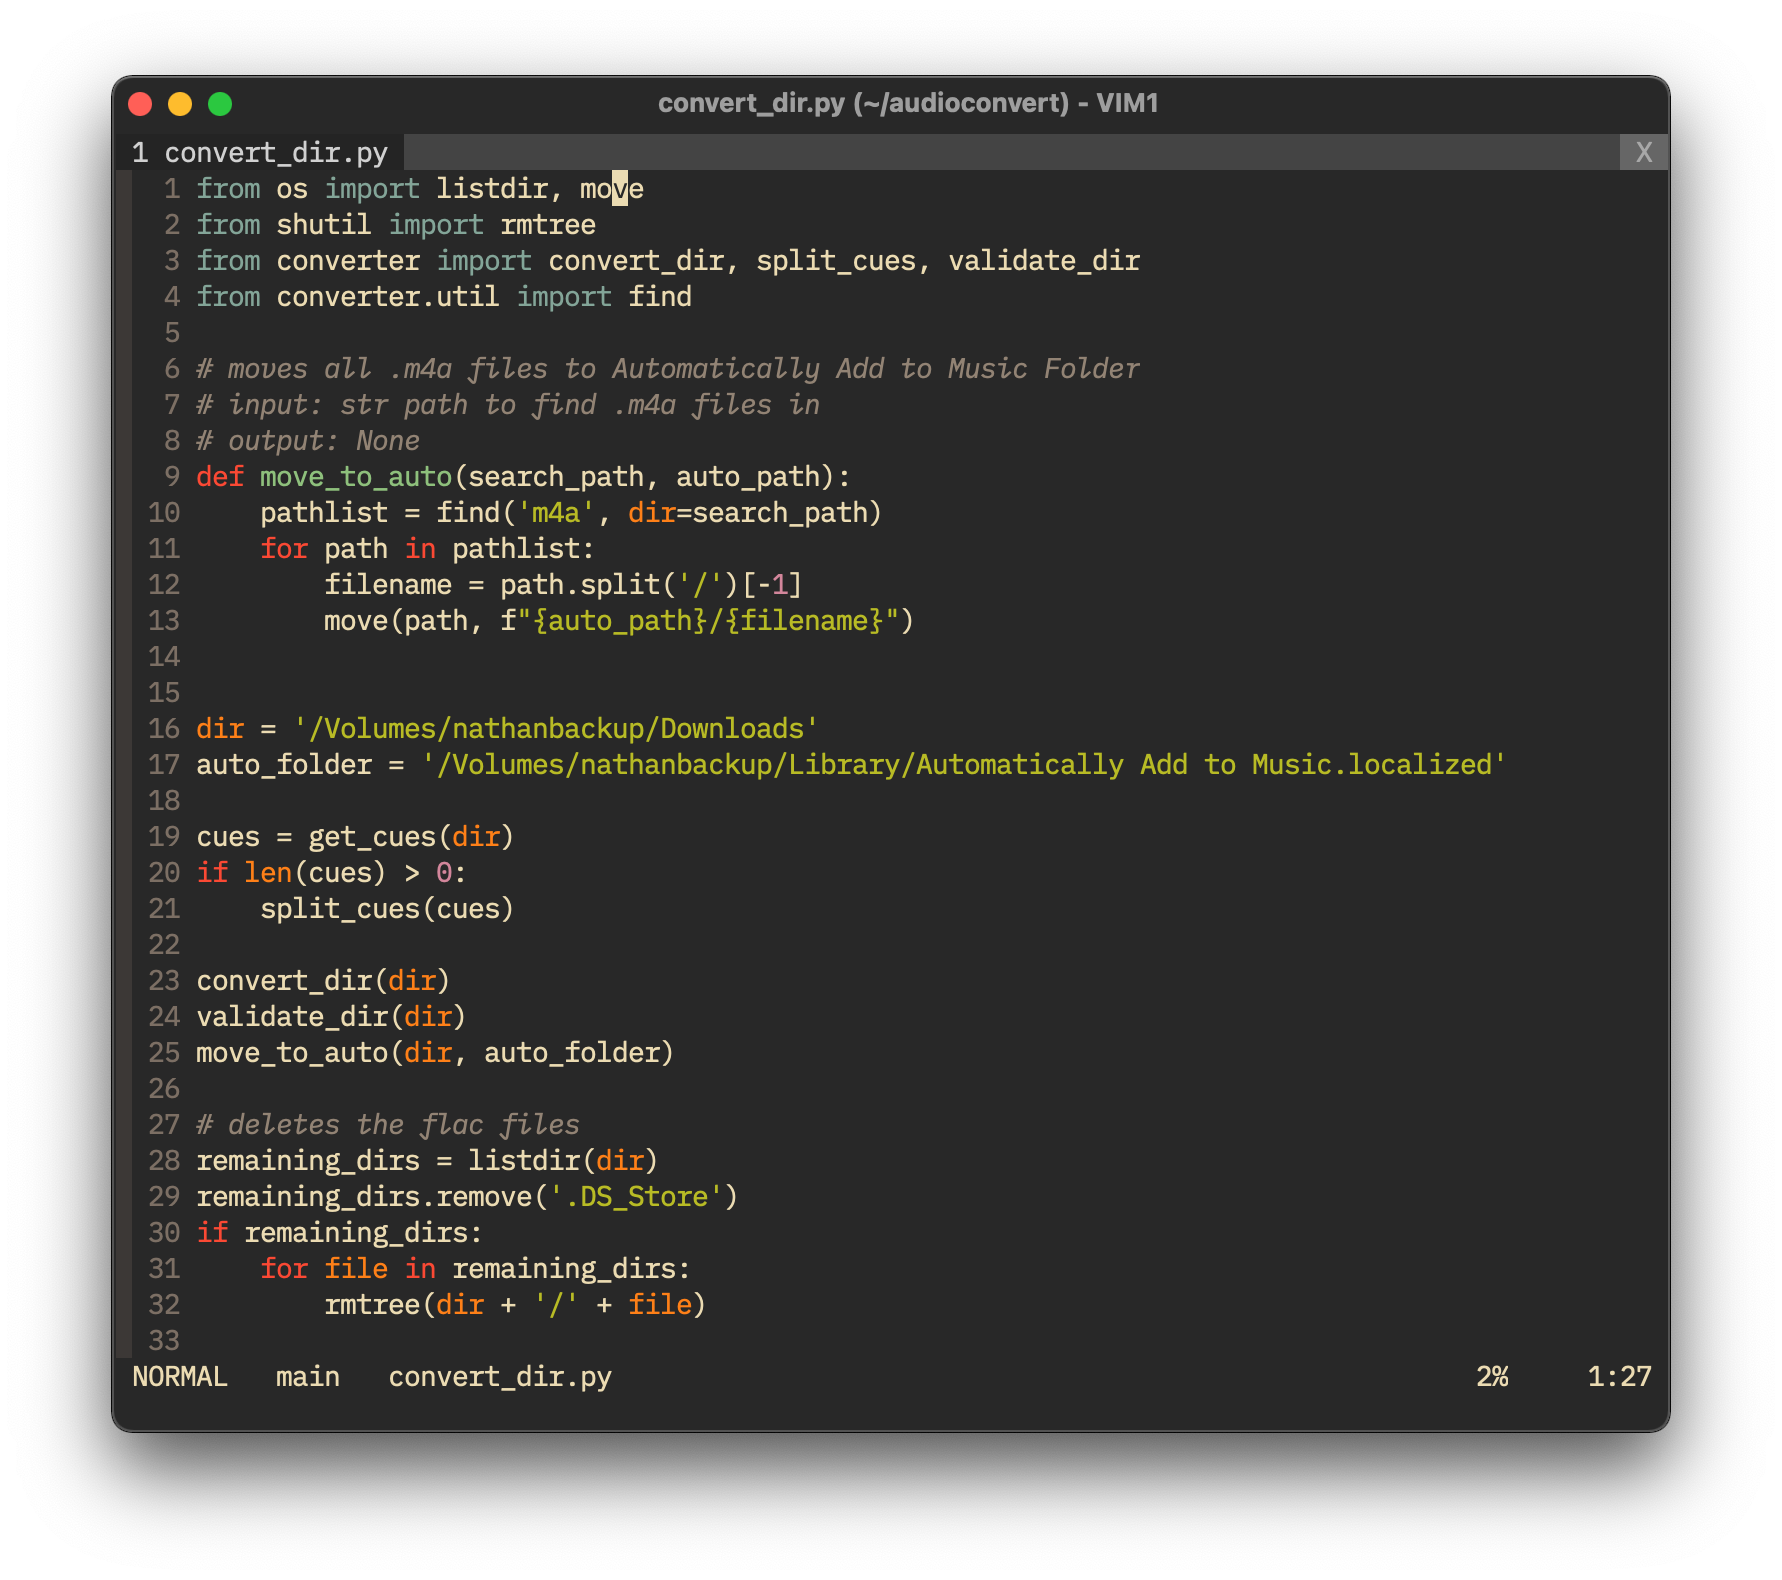 convert_dir.py (~/audioconvert) - VIM1
1 convert_dir.py X
1 from os import listdir, move
2 from shutil import rmtree
3 from converter import convert_dir, split_cues, validate_dir
4 from converter.util import find
5
6 # moves all .m4a files to Automatically Add to Music Folder
7 # input: str path to find .m4a files in
8 # output: None
9 def move_to_auto(search_path, auto_path):
10     pathlist = find('m4a', dir=search_path)
11     for path in pathlist:
12         filename = path.split('/')[-1]
13         move(path, f"{auto_path}/{filename}")
14
15
16 dir = '/Volumes/nathanbackup/Downloads'
17 auto_folder = '/Volumes/nathanbackup/Library/Automatically Add to Music.localized'
18
19 cues = get_cues(dir)
20 if len(cues) > 0:
21     split_cues(cues)
22
23 convert_dir(dir)
24 validate_dir(dir)
25 move_to_auto(dir, auto_folder)
26
27 # deletes the flac files
28 remaining_dirs = listdir(dir)
29 remaining_dirs.remove('.DS_Store')
30 if remaining_dirs:
31     for file in remaining_dirs:
32         rmtree(dir + '/' + file)
33
NORMAL main convert_dir.py 2% 1:27